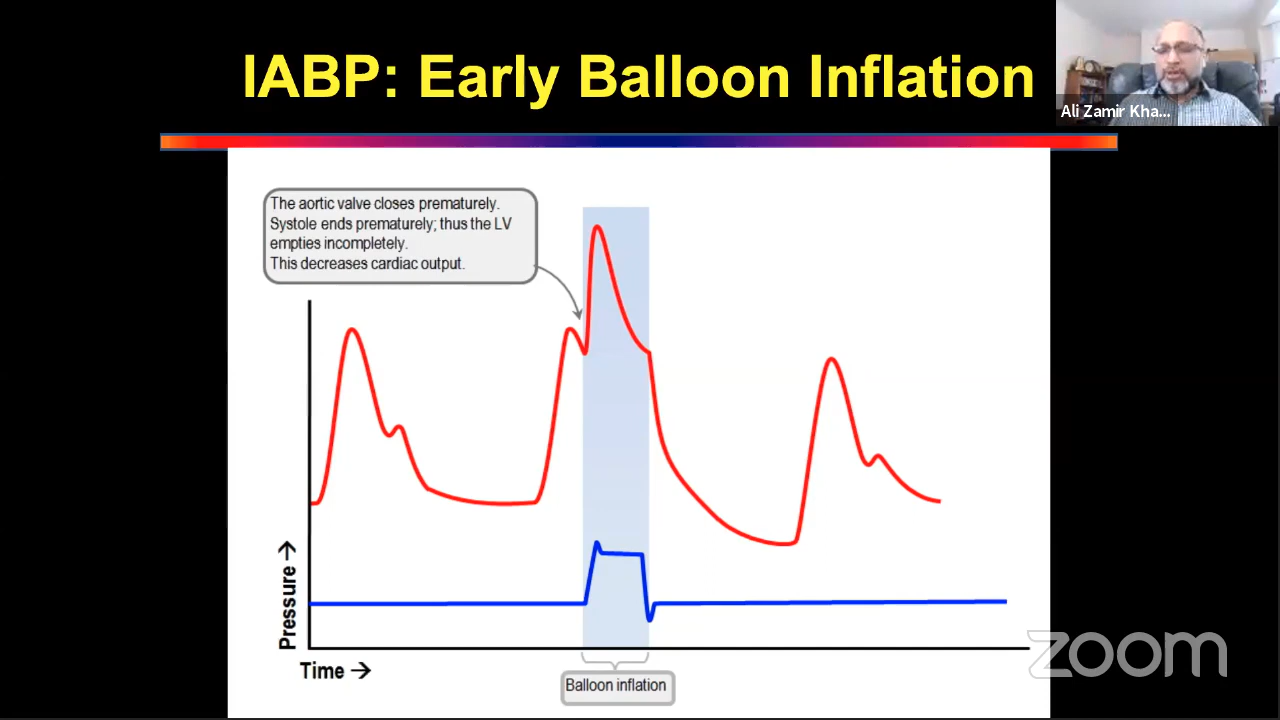 IABP: Early Balloon Inflation
Ali Zamir Kha...
The aortic valve closes prematurely.
Systole ends prematurely; thus the LV
empties incompletely.
This decreases cardiac output.
Pressure →
Time →
Balloon inflation
zoom